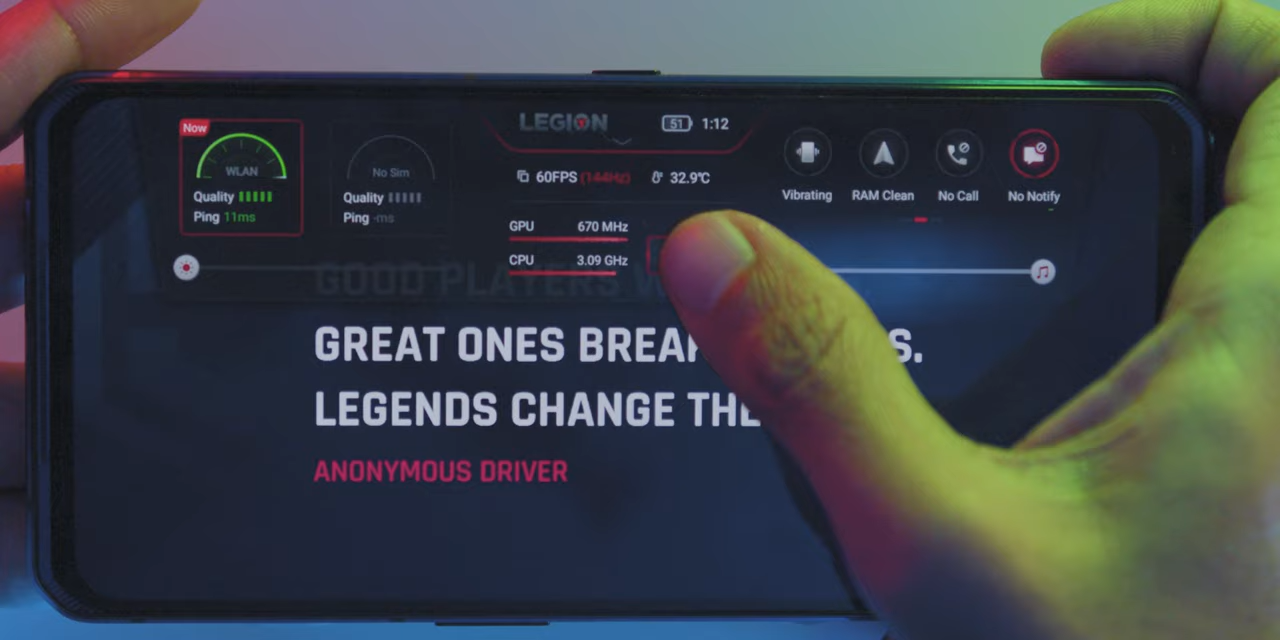 Now
WLAN
Quality
Ping 11ms
No Sim
Quality
Ping -ms
LEGION
51 1:12
60FPS (144Hz) 32.9℃
GPU 670 MHz
CPU 3.09 GHz
Vibrating
RAM Clean
No Call
No Notify
GOOD PLAYERS
GREAT ONES
LEGENDS CHANGE
ANONYMOUS DRIVER